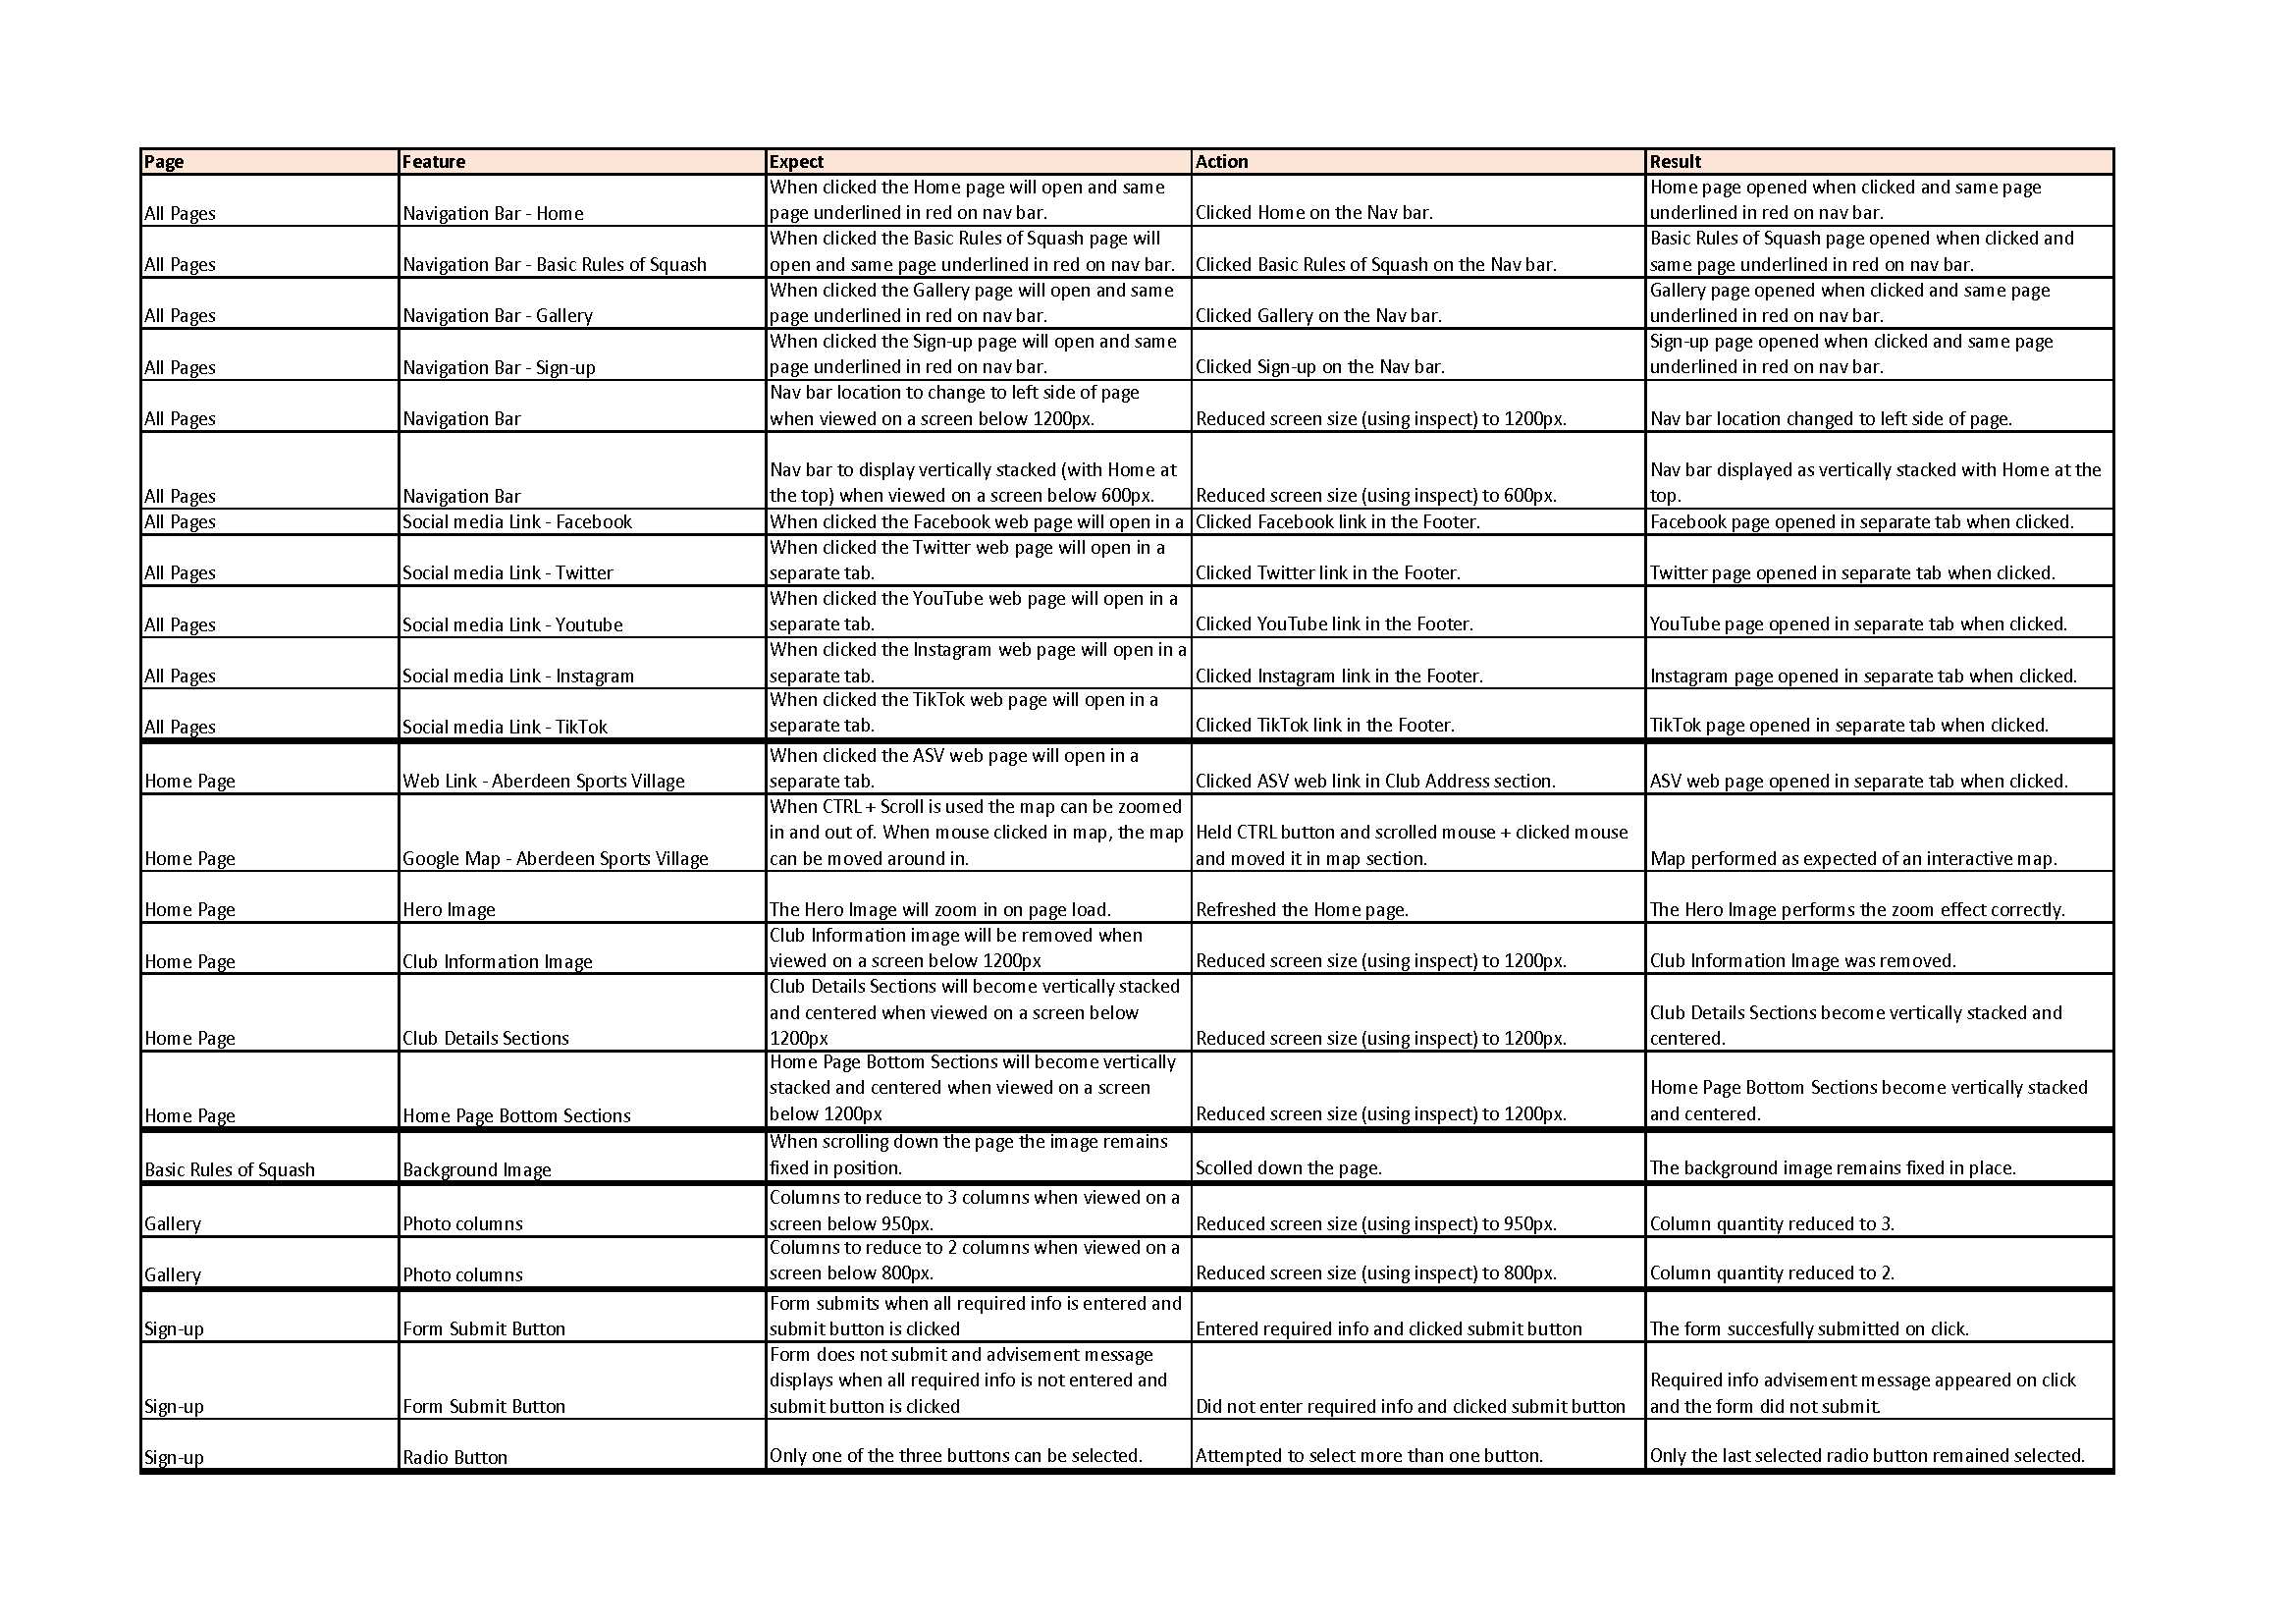 Page Feature Expect Action Result
When clicked the Home page will open and same Home page opened when clicked and same page
All Pages Navigation Bar - Home page underlined in red on nav bar. Clicked Home on the Nav bar. underlined in red on nav bar.
When clicked the Basic Rules of Squash page will Basic Rules of Squash page opened when clicked and
All Pages Navigation Bar - Basic Rules of Squash open and same page underlined in red on nav bar. Clicked Basic Rules of Squash on the Nav bar. same page underlined in red on nav bar.
When clicked the Gallery page will open and same Gallery page opened when clicked and same page
All Pages Navigation Bar - Gallery page underlined in red on nav bar. Clicked Gallery on the Nav bar. underlined in red on nav bar.
When clicked the Sign-up page will open and same Sign-up page opened when clicked and same page
All Pages Navigation Bar - Sign-up page underlined in red on nav bar. Clicked Sign-up on the Nav bar. underlined in red on nav bar.
Nav bar location to change to left side of page
All Pages Navigation Bar when viewed on a screen below 1200px. Reduced screen size (using inspect) to 1200px. Nav bar location changed to left side of page.
Nav bar to display vertically stacked (with Home at Nav bar displayed as vertically stacked with Home at the
All Pages Navigation Bar the top) when viewed on a screen below 600px. Reduced screen size (using inspect) to 600px. top.
All Pages Social media Link - Facebook When clicked the Facebook web page will open in a Clicked Facebook link in the Footer. Facebook page opened in separate tab when clicked.
When clicked the Twitter web page will open in a
All Pages Social media Link - Twitter separate tab. Clicked Twitter link in the Footer. Twitter page opened in separate tab when clicked.
When clicked the YouTube web page will open in a
All Pages Social media Link - Youtube separate tab. Clicked YouTube link in the Footer. YouTube page opened in separate tab when clicked.
When clicked the Instagram web page will open in a
All Pages Social media Link - Instagram separate tab. Clicked Instagram link in the Footer. Instagram page opened in separate tab when clicked.
When clicked the TikTok web page will open in a
All Pages Social media Link - TikTok separate tab. Clicked TikTok link in the Footer. TikTok page opened in separate tab when clicked.
When clicked the ASV web page will open in a
Home Page Web Link - Aberdeen Sports Village separate tab. Clicked ASV web link in Club Address section. ASV web page opened in separate tab when clicked.
When CTRL + Scroll is used the map can be zoomed
in and out of. When mouse clicked in map, the map Held CTRL button and scrolled mouse + clicked mouse
Home Page Google Map - Aberdeen Sports Village can be moved around in. and moved it in map section. Map performed as expected of an interactive map.
Home Page Hero Image The Hero Image will zoom in on page load. Refreshed the Home page. The Hero Image performs the zoom effect correctly.
Club Information image will be removed when
Home Page Club Information Image viewed on a screen below 1200px Reduced screen size (using inspect) to 1200px. Club Information Image was removed.
Club Details Sections will become vertically stacked
and centered when viewed on a screen below Club Details Sections become vertically stacked and
Home Page Club Details Sections 1200px Reduced screen size (using inspect) to 1200px. centered.
Home Page Bottom Sections will become vertically
stacked and centered when viewed on a screen Home Page Bottom Sections become vertically stacked
Home Page Home Page Bottom Sections below 1200px Reduced screen size (using inspect) to 1200px. and centered.
When scrolling down the page the image remains
Basic Rules of Squash Background Image fixed in position. Scolled down the page. The background image remains fixed in place.
Columns to reduce to 3 columns when viewed on a
Gallery Photo columns screen below 950px. Reduced screen size (using inspect) to 950px. Column quantity reduced to 3.
Columns to reduce to 2 columns when viewed on a
Gallery Photo columns screen below 800px. Reduced screen size (using inspect) to 800px. Column quantity reduced to 2.
Form submits when all required info is entered and
Sign-up Form Submit Button submit button is clicked Entered required info and clicked submit button The form succesfully submitted on click.
Form does not submit and advisement message
displays when all required info is not entered and Required info advisement message appeared on click
Sign-up Form Submit Button submit button is clicked Did not enter required info and clicked submit button and the form did not submit.
Sign-up Radio Button Only one of the three buttons can be selected. Attempted to select more than one button. Only the last selected radio button remained selected.